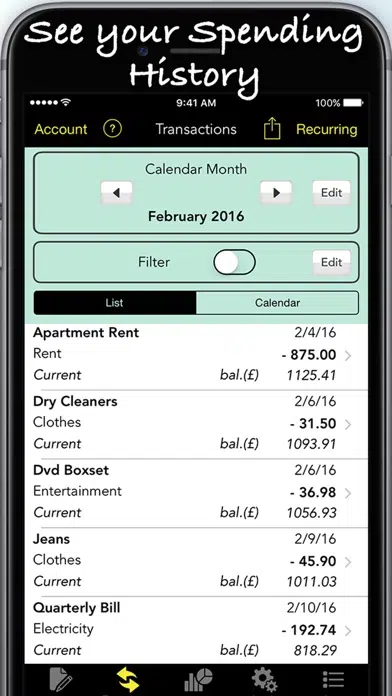 See your Spending
History
9:41 AM
100%
Account ? Transactions Recurring
Calendar Month
Edit
February 2016
Filter Edit
List Calendar
Apartment Rent 2/4/16
Rent - 875.00
Current bal.(£) 1125.41
Dry Cleaners 2/6/16
Clothes - 31.50
Current bal.(£) 1093.91
Dvd Boxset 2/6/16
Entertainment - 36.98
Current bal.(£) 1056.93
Jeans 2/9/16
Clothes - 45.90
Current bal.(£) 1011.03
Quarterly Bill 2/10/16
Electricity - 192.74
Current bal.(£) 818.29